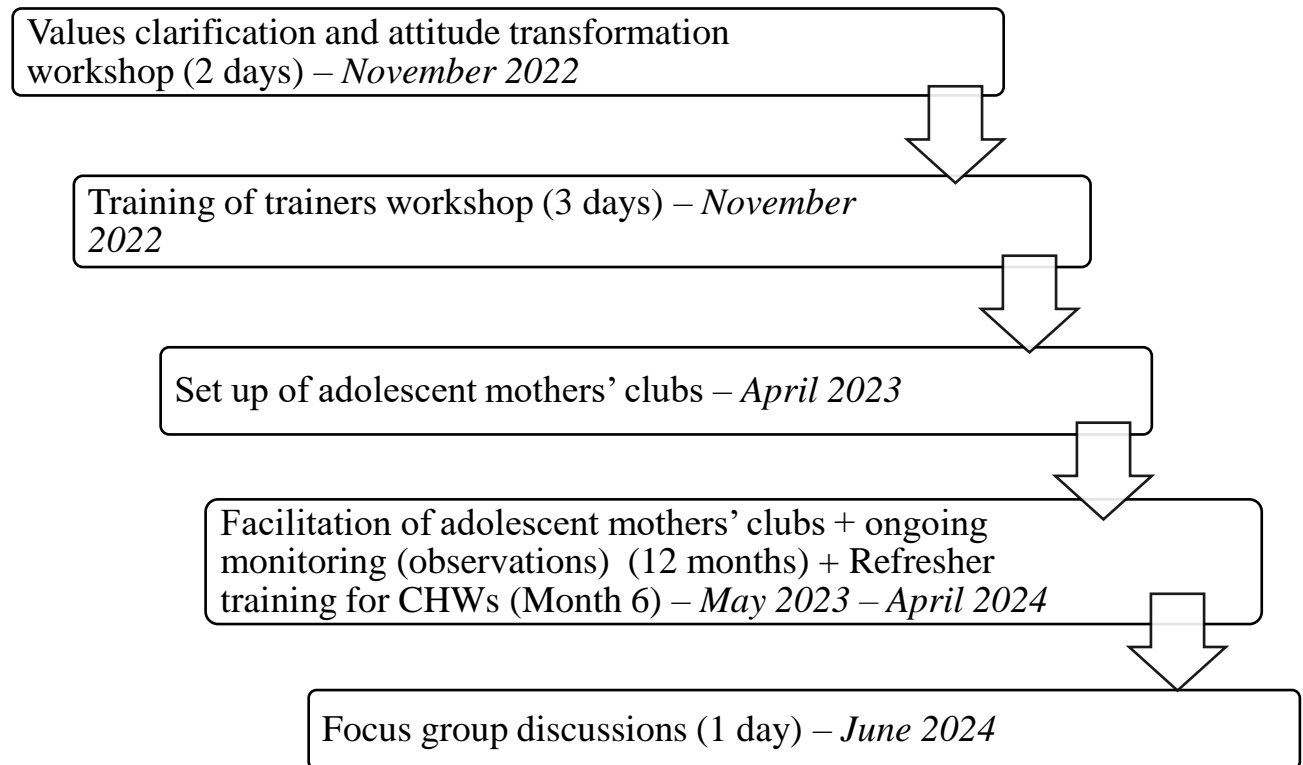 Values clarification and attitude transformation
workshop (2 days) – November 2022
Training of trainers workshop (3 days) – November
2022
Set up of adolescent mothers’ clubs – April 2023
Facilitation of adolescent mothers’ clubs + ongoing
monitoring (observations)  (12 months) + Refresher
training for CHWs (Month 6) – May 2023 – April 2024
Focus group discussions (1 day) – June 2024